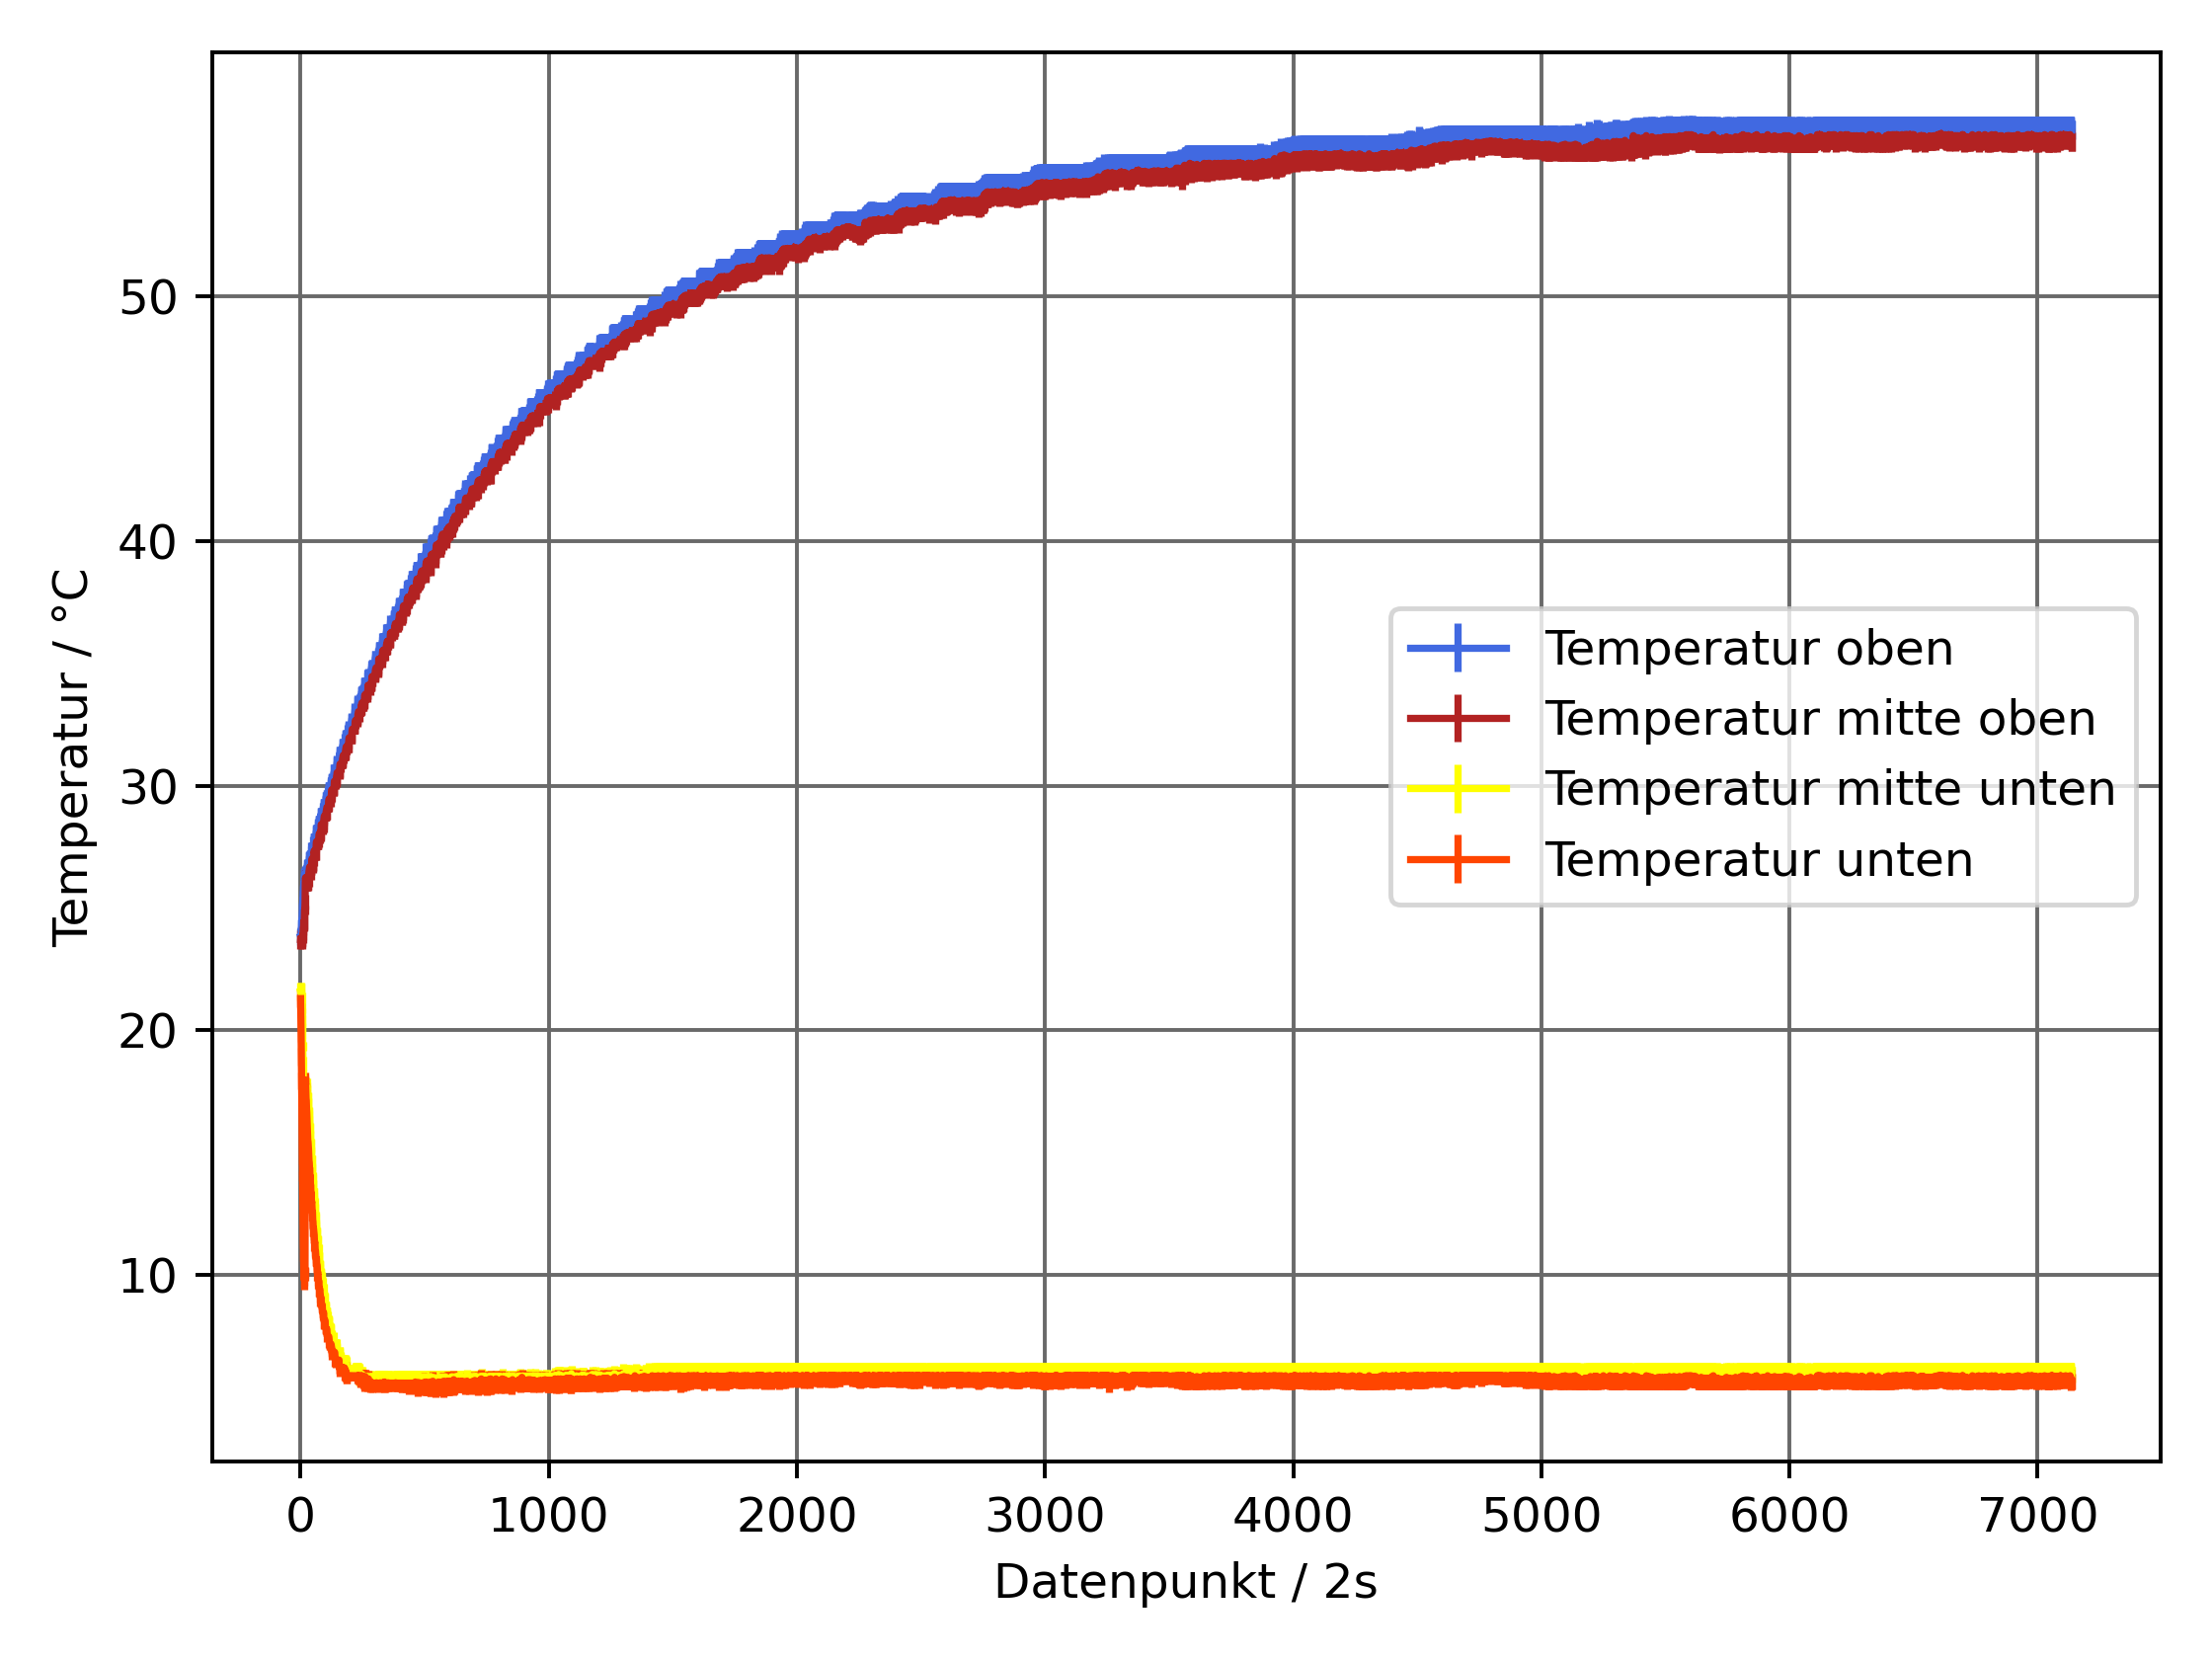 Temperatur / °C
50
40
30
20
10
Temperatur oben
Temperatur mitte oben
Temperatur mitte unten
Temperatur unten
0 1000 2000 3000 4000 5000 6000 7000
Datenpunkt / 2s